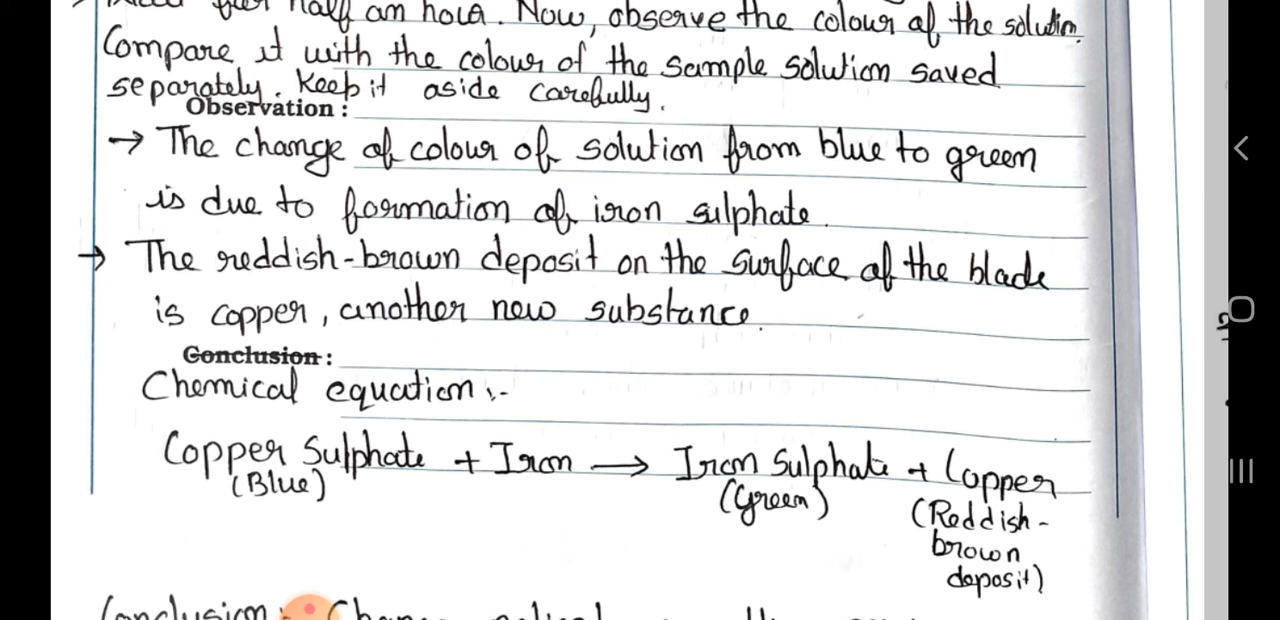 half an hour. Now, observe the colour of the solution.
Compare it with the colour of the sample solution saved
separately. Keep it aside carefully.
Observation :
→ The change of colour of solution from blue to green
is due to formation of iron sulphate.
→ The reddish-brown deposit on the surface of the blade
is copper, another new substance.
Conclusion :
Chemical equation :-
Copper Sulphate + Iron → Iron Sulphate + Copper
(Blue) (Green) (Reddish-
brown
deposit)
Conclusion :-